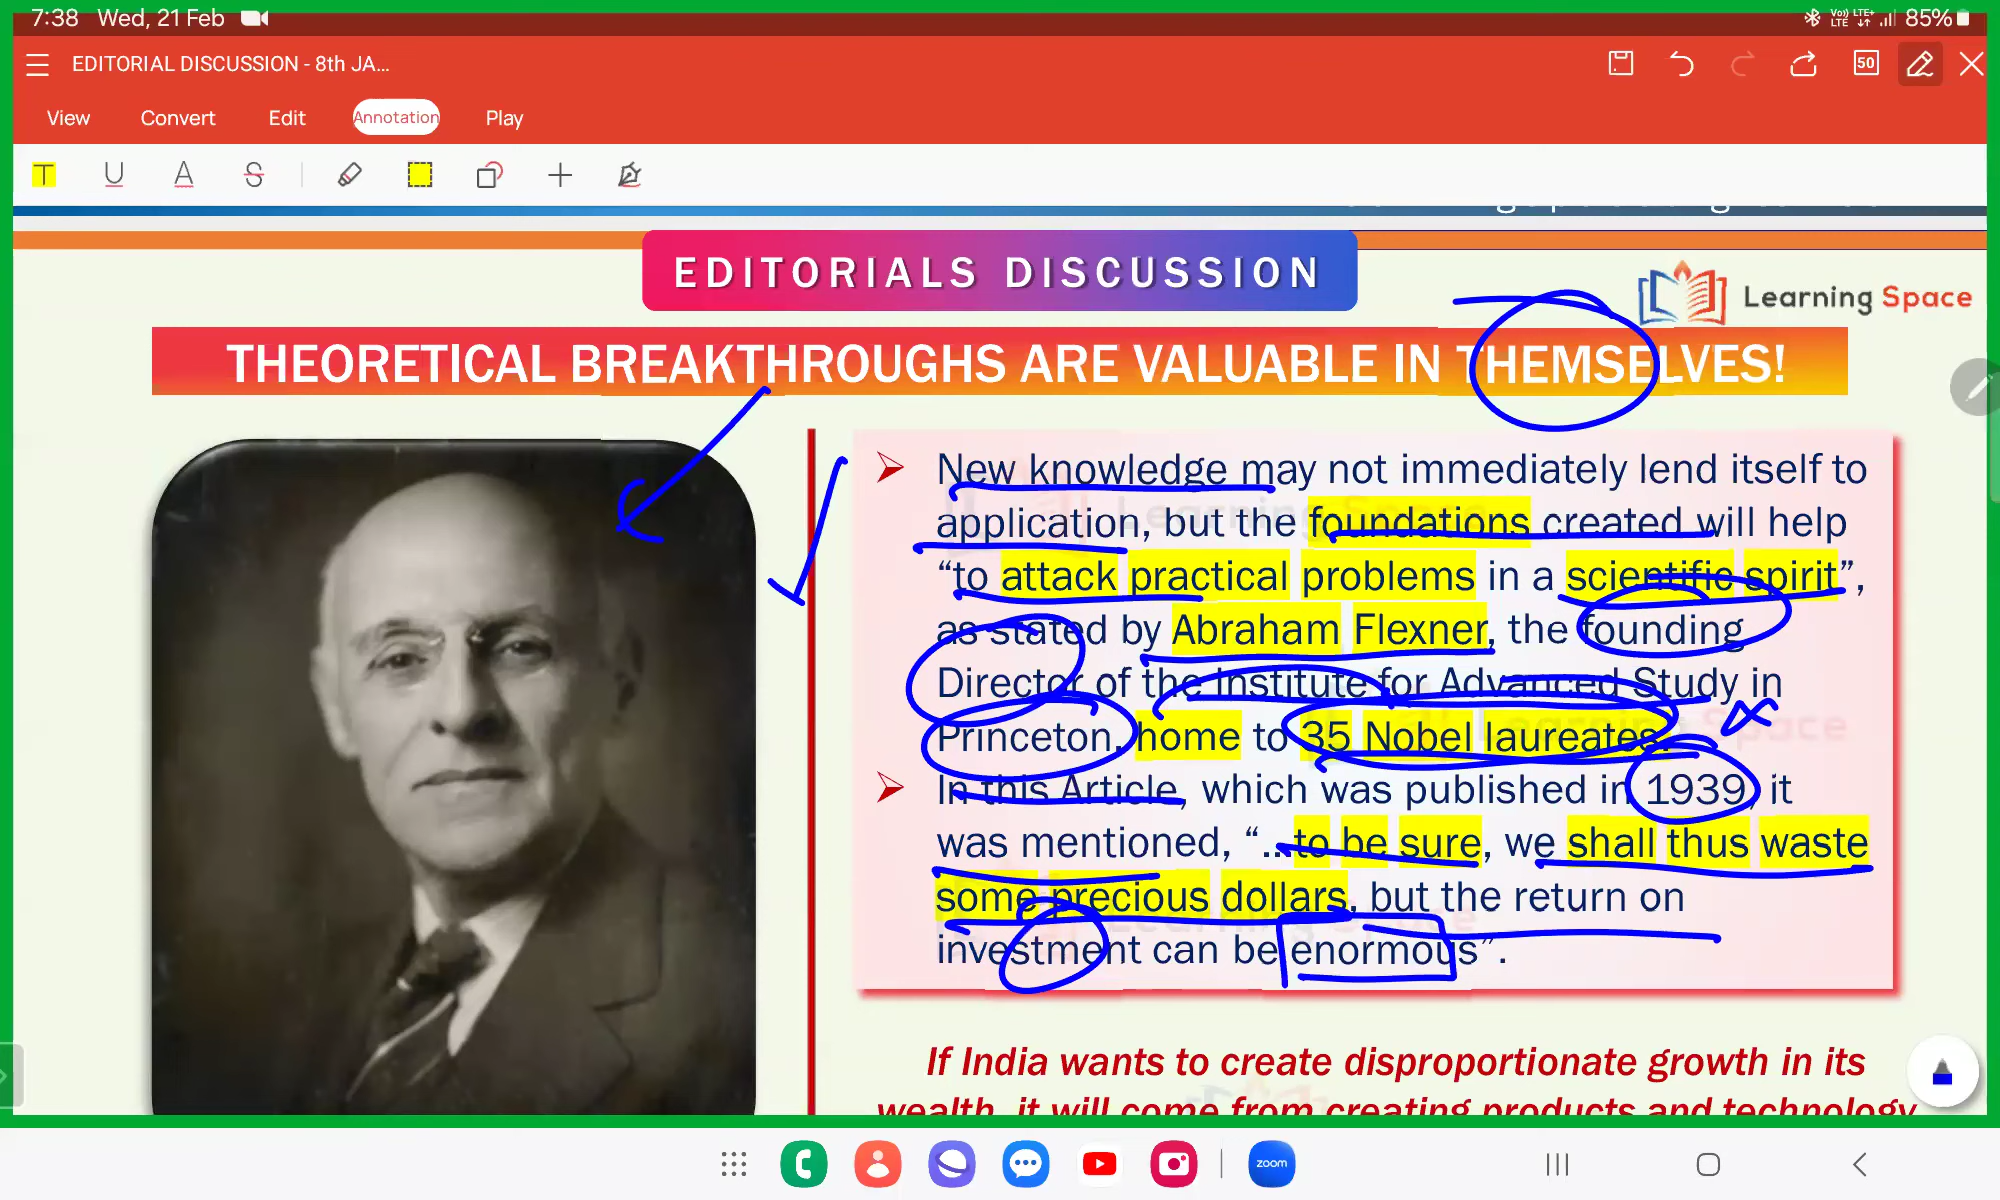 7:38 Wed, 21 Feb
Vo)) LTE+
LTE
85%
EDITORIAL DISCUSSION - 8th JA...
50
View Convert Edit Annotation Play
T U A S
EDITORIALS DISCUSSION
Learning Space
THEORETICAL BREAKTHROUGHS ARE VALUABLE IN THEMSELVES!
New knowledge may not immediately lend itself to
application, but the foundations created will help
“to attack practical problems in a scientific spirit”,
as stated by Abraham Flexner, the founding
Director of the Institute for Advanced Study in
Princeton, home to 35 Nobel laureates.
In this Article, which was published in 1939, it
was mentioned, “...to be sure, we shall thus waste
some precious dollars, but the return on
investment can be enormous”.
If India wants to create disproportionate growth in its
wealth, it will come from creating products and technology
zoom